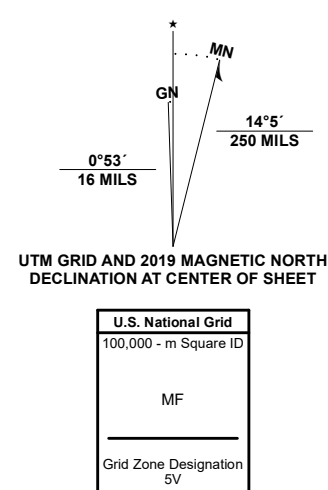 ★
MN
GN
14°5´
250 MILS
0°53´
16 MILS
UTM GRID AND 2019 MAGNETIC NORTH
DECLINATION AT CENTER OF SHEET
U.S. National Grid
100,000 - m Square ID
MF
Grid Zone Designation
5V